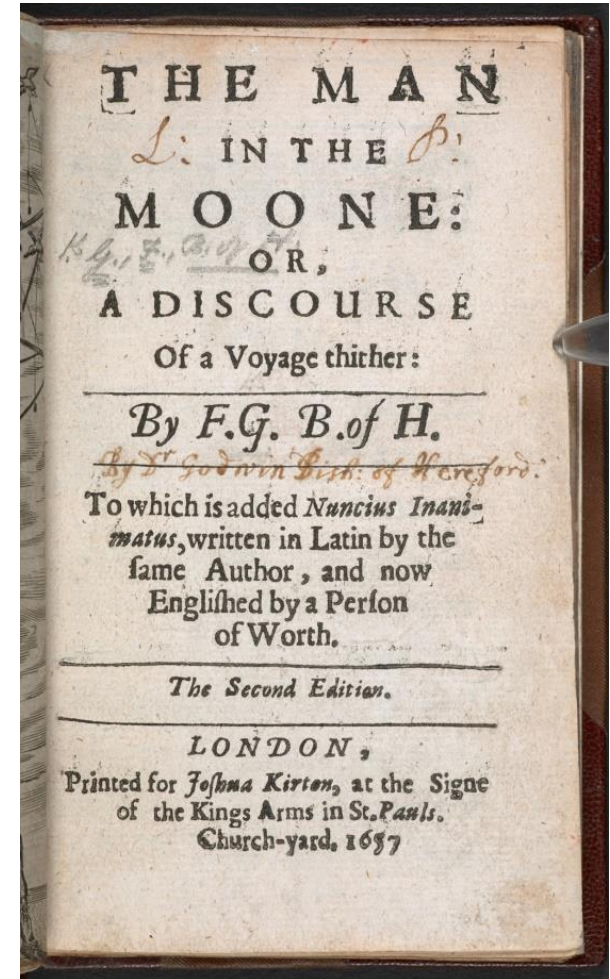 THE MAN
L: IN THE P:
MOONE:
OR,
A DISCOURSE
Of a Voyage thither:
By F.G. B.of H.
By Dr Godwin Bish: of Hereford:
To which is added Nuncius Inani-
matus, written in Latin by the
ſame Author, and now
Engliſhed by a Perſon
of Worth.
The Second Edition.
LONDON,
Printed for Joſhua Kirton, at the Signe
of the Kings Arms in St.Pauls.
Church-yard. 1657